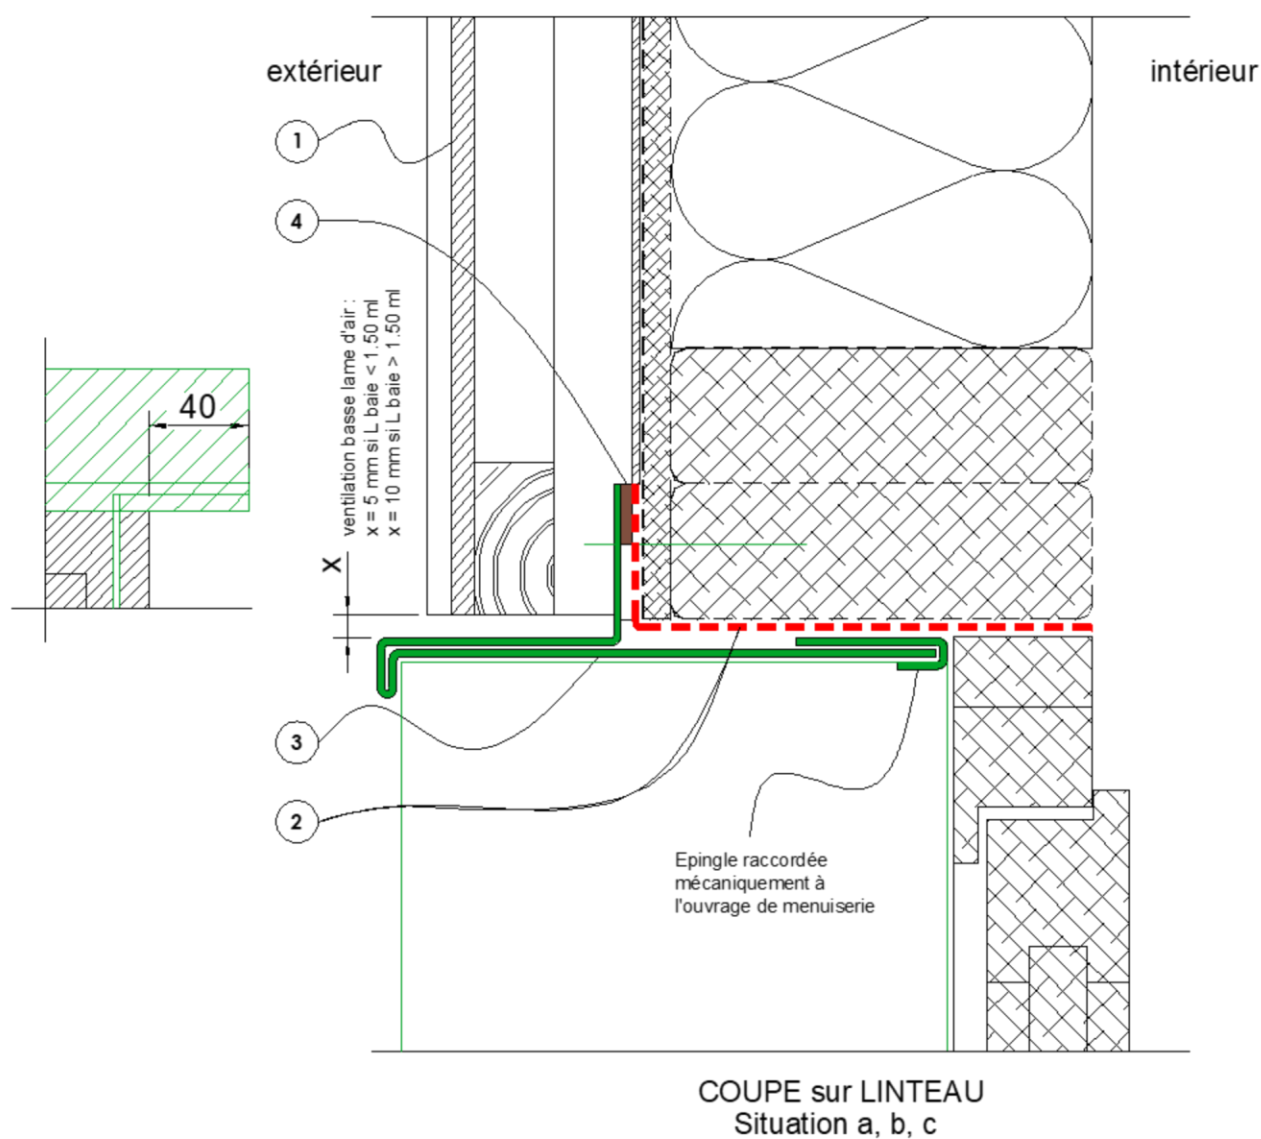 extérieur
intérieur
1
4
ventilation basse lame d'air :
x = 5 mm si L baie < 1.50 ml
x = 10 mm si L baie > 1.50 ml
40
X
3
2
Epingle raccordée
mécaniquement à
l'ouvrage de menuiserie
COUPE sur LINTEAU
Situation a, b, c